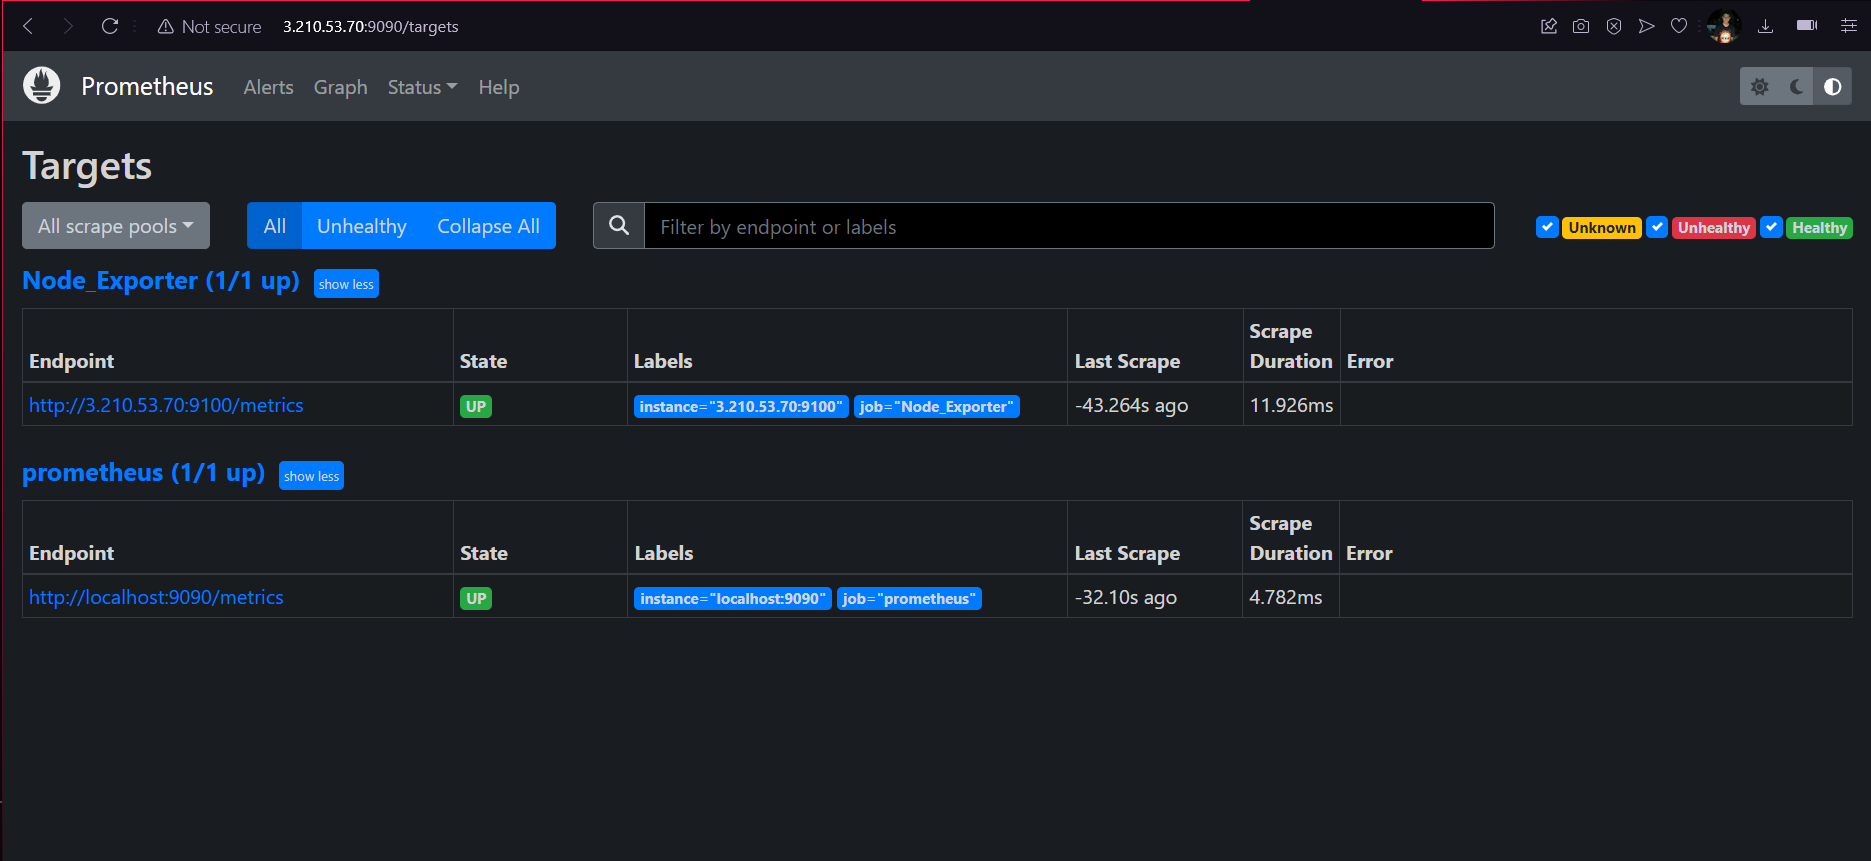 Not secure 3.210.53.70:9090/targets
Prometheus Alerts Graph Status Help
Targets
All scrape pools All Unhealthy Collapse All Filter by endpoint or labels Unknown Unhealthy Healthy
Node_Exporter (1/1 up) show less
Endpoint State Labels Last Scrape Scrape Duration Error
http://3.210.53.70:9100/metrics UP instance="3.210.53.70:9100" job="Node_Exporter" -43.264s ago 11.926ms
prometheus (1/1 up) show less
Endpoint State Labels Last Scrape Scrape Duration Error
http://localhost:9090/metrics UP instance="localhost:9090" job="prometheus" -32.10s ago 4.782ms